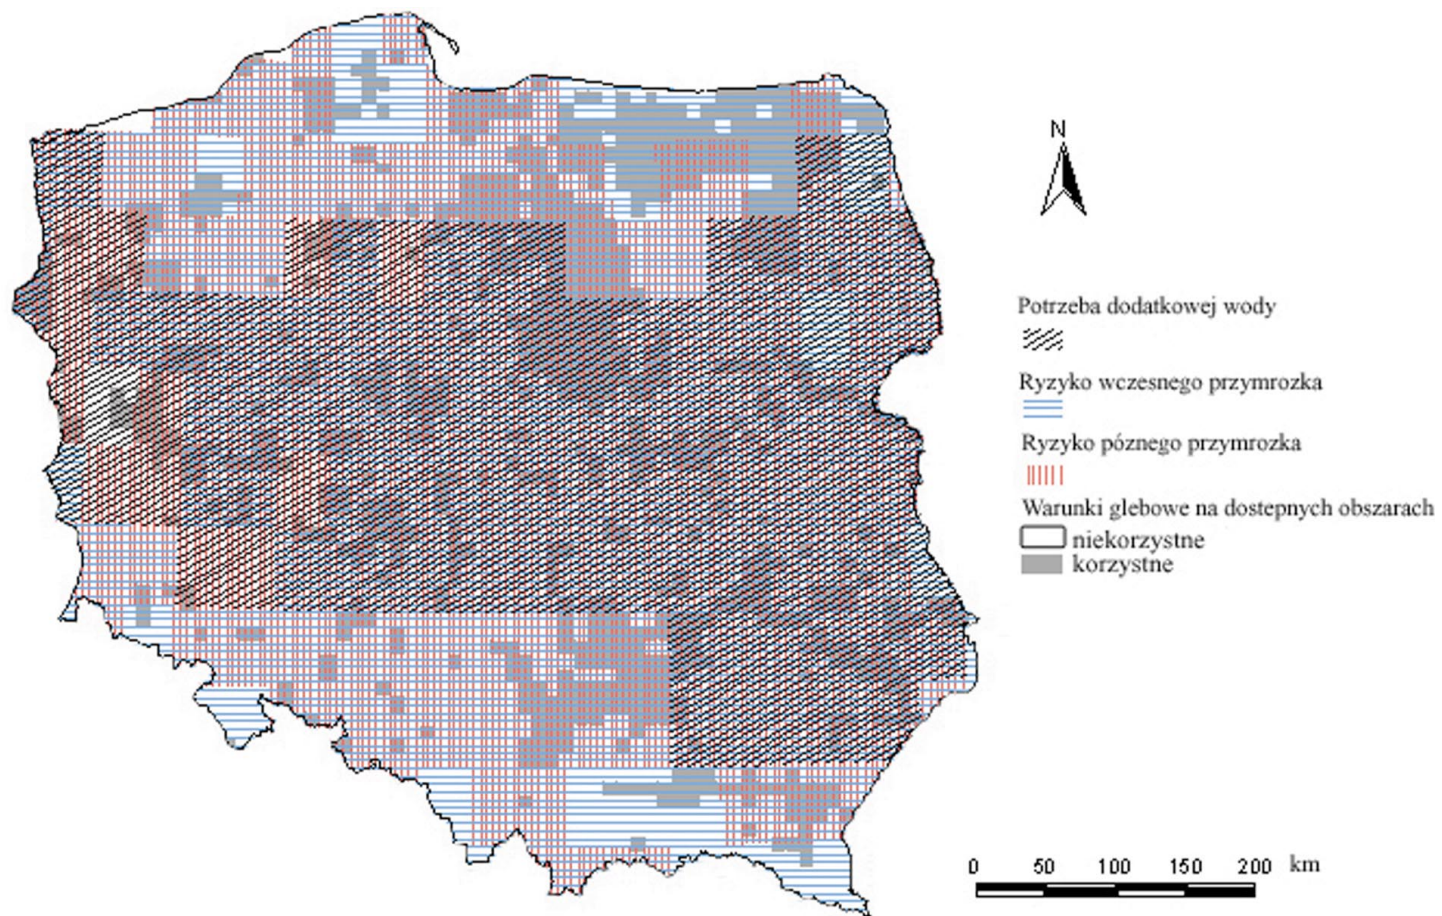 N
Potrzeba dodatkowej wody
Ryzyko wczesnego przymrozka
Ryzyko póznego przymrozka
Warunki glebowe na dostepnych obszarach
niekorzystne
korzystne
0 50 100 150 200 km